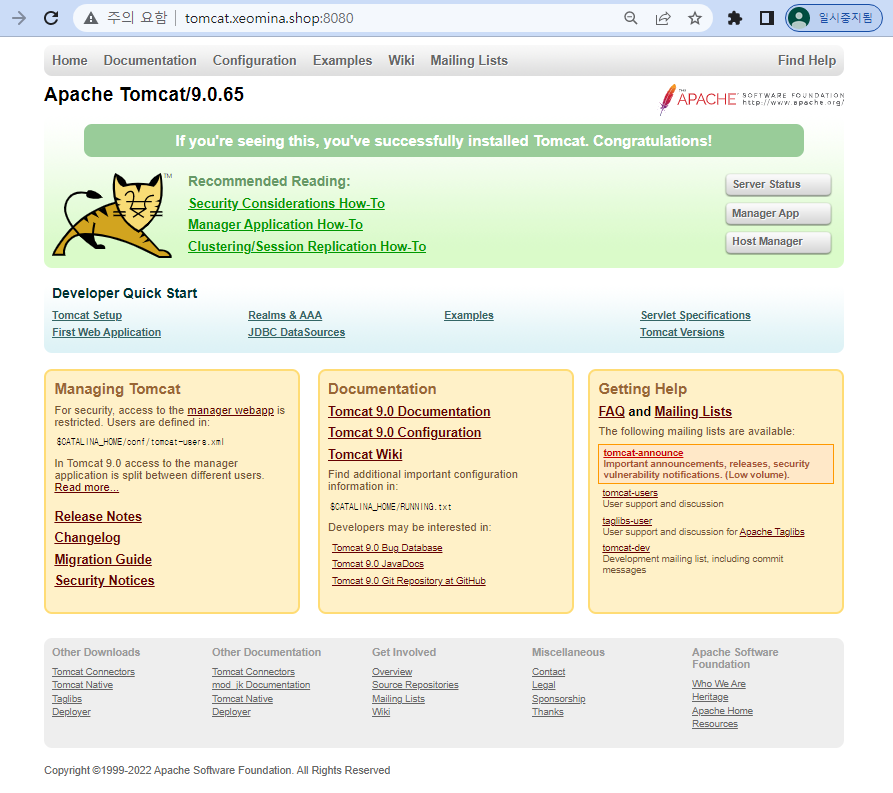 주의 요함 tomcat.xeomina.shop:8080 일시중지됨
Home Documentation Configuration Examples Wiki Mailing Lists Find Help
Apache Tomcat/9.0.65
THE APACHE SOFTWARE FOUNDATION
http://www.apache.org/
If you're seeing this, you've successfully installed Tomcat. Congratulations!
TM
Recommended Reading:
Security Considerations How-To
Manager Application How-To
Clustering/Session Replication How-To
Server Status
Manager App
Host Manager
Developer Quick Start
Tomcat Setup
First Web Application
Realms & AAA
JDBC DataSources
Examples
Servlet Specifications
Tomcat Versions
Managing Tomcat
For security, access to the manager webapp is
restricted. Users are defined in:
$CATALINA_HOME/conf/tomcat-users.xml
In Tomcat 9.0 access to the manager
application is split between different users.
Read more...
Release Notes
Changelog
Migration Guide
Security Notices
Documentation
Tomcat 9.0 Documentation
Tomcat 9.0 Configuration
Tomcat Wiki
Find additional important configuration
information in:
$CATALINA_HOME/RUNNING.txt
Developers may be interested in:
Tomcat 9.0 Bug Database
Tomcat 9.0 JavaDocs
Tomcat 9.0 Git Repository at GitHub
Getting Help
FAQ and Mailing Lists
The following mailing lists are available:
tomcat-announce
Important announcements, releases, security
vulnerability notifications. (Low volume).
tomcat-users
User support and discussion
taglibs-user
User support and discussion for Apache Taglibs
tomcat-dev
Development mailing list, including commit
messages
Other Downloads
Tomcat Connectors
Tomcat Native
Taglibs
Deployer
Other Documentation
Tomcat Connectors
mod_jk Documentation
Tomcat Native
Deployer
Get Involved
Overview
Source Repositories
Mailing Lists
Wiki
Miscellaneous
Contact
Legal
Sponsorship
Thanks
Apache Software
Foundation
Who We Are
Heritage
Apache Home
Resources
Copyright ©1999-2022 Apache Software Foundation. All Rights Reserved